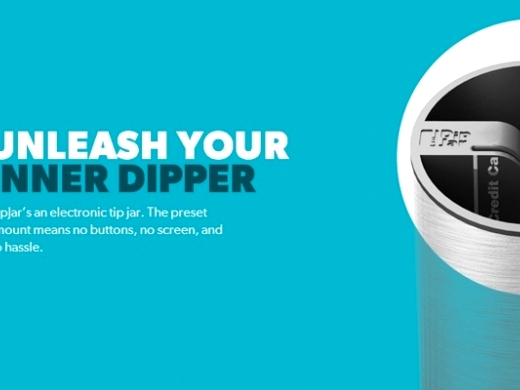 UNLEASH YOUR
NNER DIPPER
pJar's an electronic tip jar. The preset
mount means no buttons, no screen, and
hassle.
Credit Ca